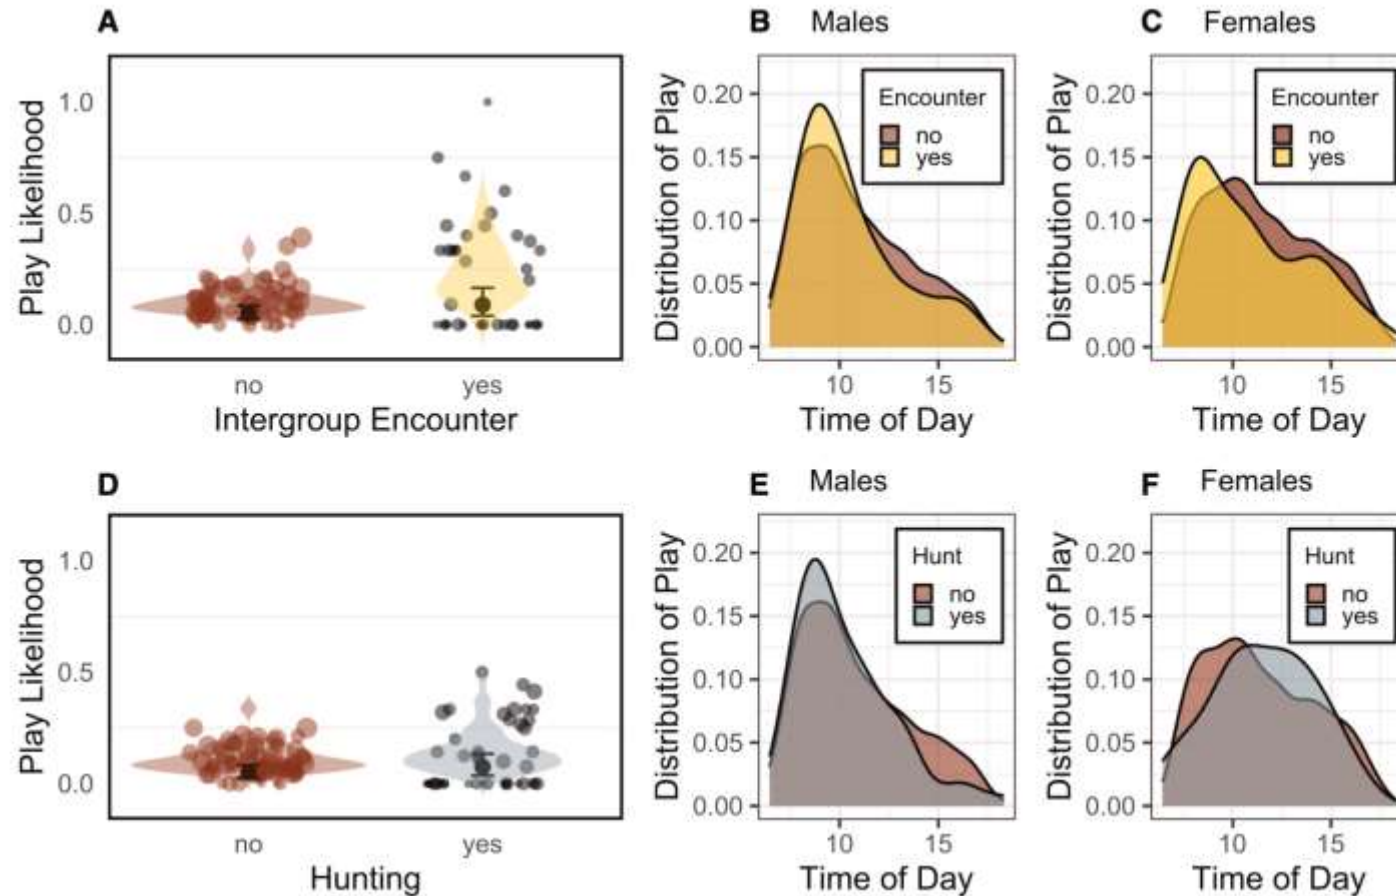 A
Play Likelihood
1.0
0.5
0.0
no
yes
Intergroup Encounter
B
Males
Distribution of Play
0.20
0.15
0.10
0.05
0.00
Encounter
no
yes
10
15
Time of Day
C
Females
Distribution of Play
0.20
0.15
0.10
0.05
0.00
Encounter
no
yes
10
15
Time of Day
D
Play Likelihood
1.0
0.5
0.0
no
yes
Hunting
E
Males
Distribution of Play
0.20
0.15
0.10
0.05
0.00
Hunt
no
yes
10
15
Time of Day
F
Females
Distribution of Play
0.20
0.15
0.10
0.05
0.00
Hunt
no
yes
10
15
Time of Day